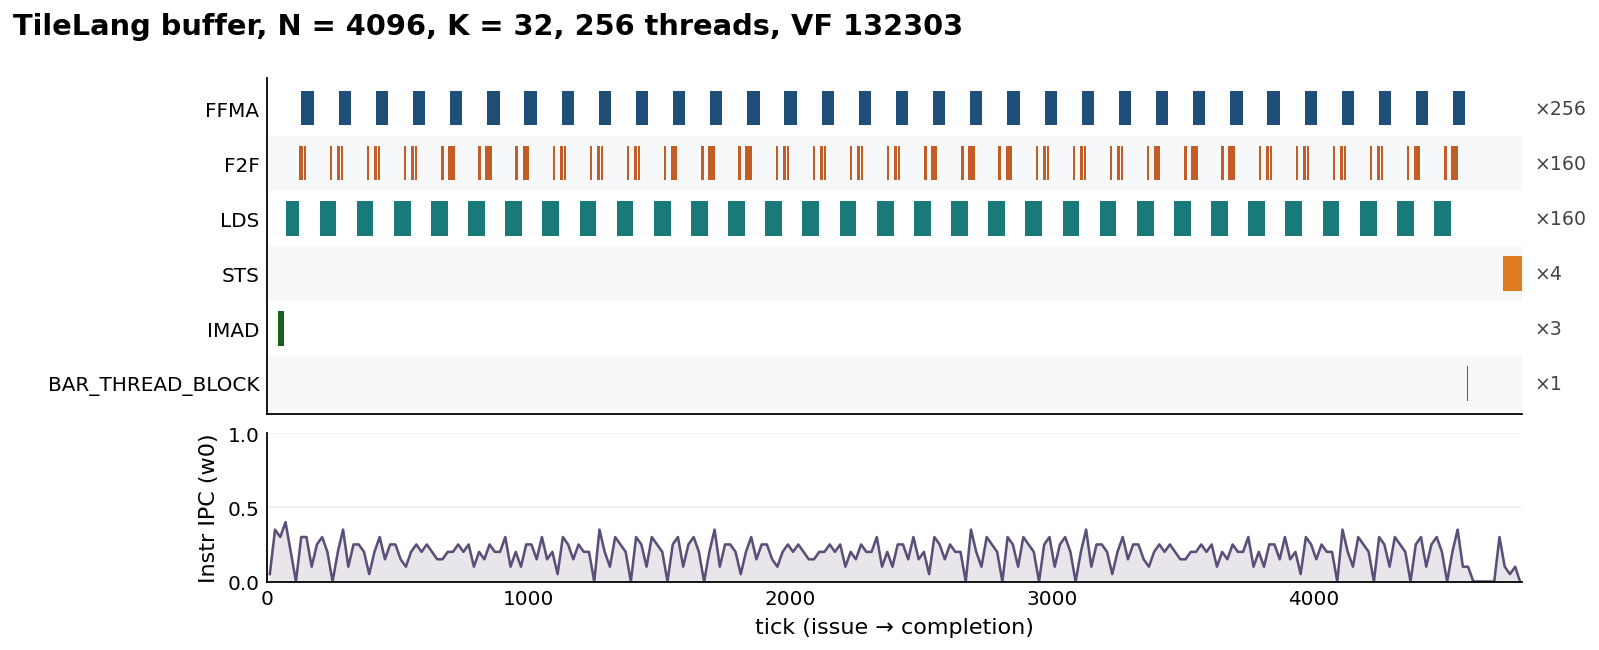 TileLang buffer, N = 4096, K = 32, 256 threads, VF 132303
FFMA ×256
F2F ×160
LDS ×160
STS ×4
IMAD ×3
BAR_THREAD_BLOCK ×1
Instr IPC (w0)
1.0
0.5
0.0
0 1000 2000 3000 4000
tick (issue → completion)